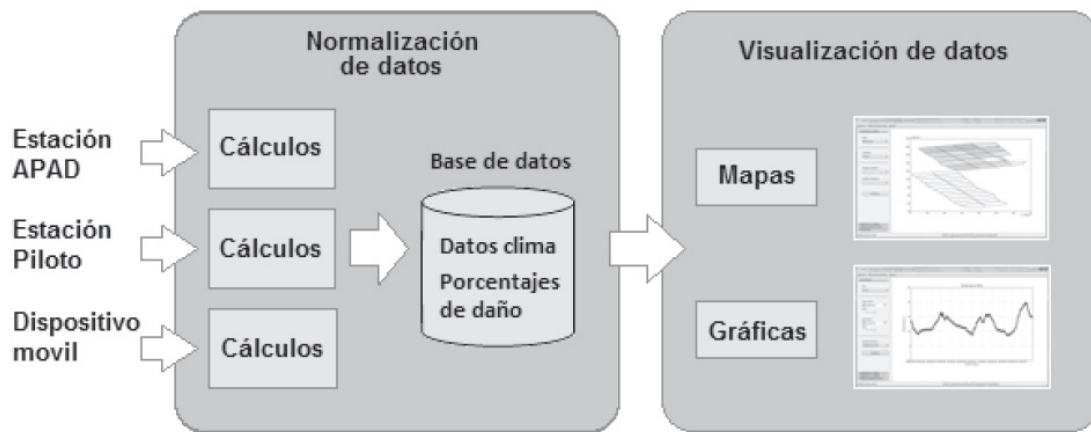 Normalización
de datos
Visualización de datos
Estación
APAD
Cálculos
Estación
Piloto
Cálculos
Dispositivo
movil
Cálculos
Base de datos
Datos clima
Porcentajes
de daño
Mapas
Gráficas